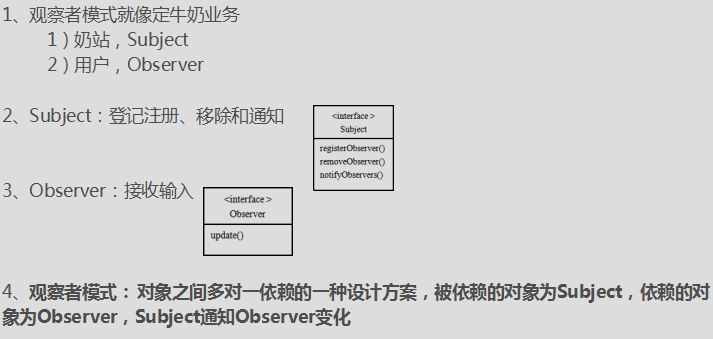 1、观察者模式就像定牛奶业务
1）奶站，Subject
2）用户，Observer
2、Subject：登记注册、移除和通知
<interface >
Subject
registerObserver()
removeObserver()
notifyObservers()
3、Observer：接收输入
<interface >
Observer
update()
4、观察者模式：对象之间多对一依赖的一种设计方案，被依赖的对象为Subject，依赖的对
象为Observer，Subject通知Observer变化